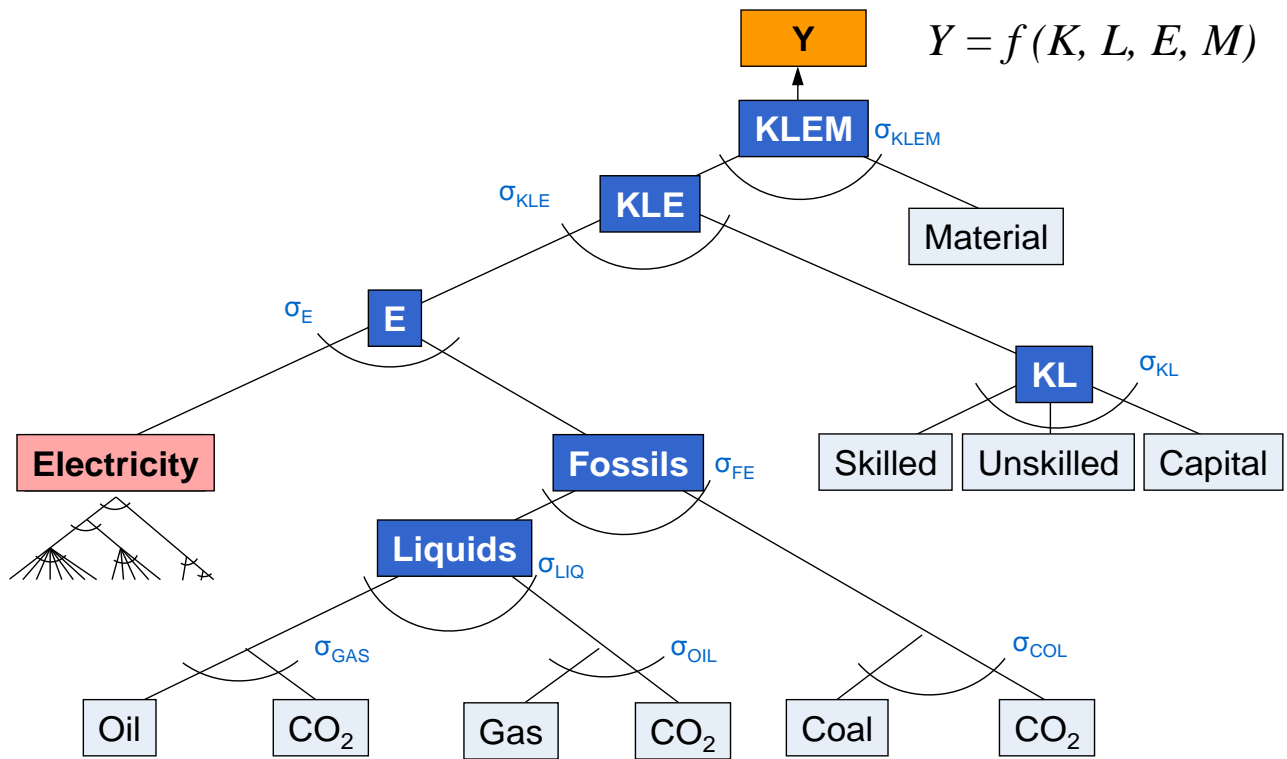 Y
Y = f (K, L, E, M)
KLEM
σKLEM
σKLE
KLE
Material
σE
E
KL
σKL
Electricity
Fossils
σFE
Skilled
Unskilled
Capital
Liquids
σLIQ
σGAS
σOIL
σCOL
Oil
CO₂
Gas
CO₂
Coal
CO₂